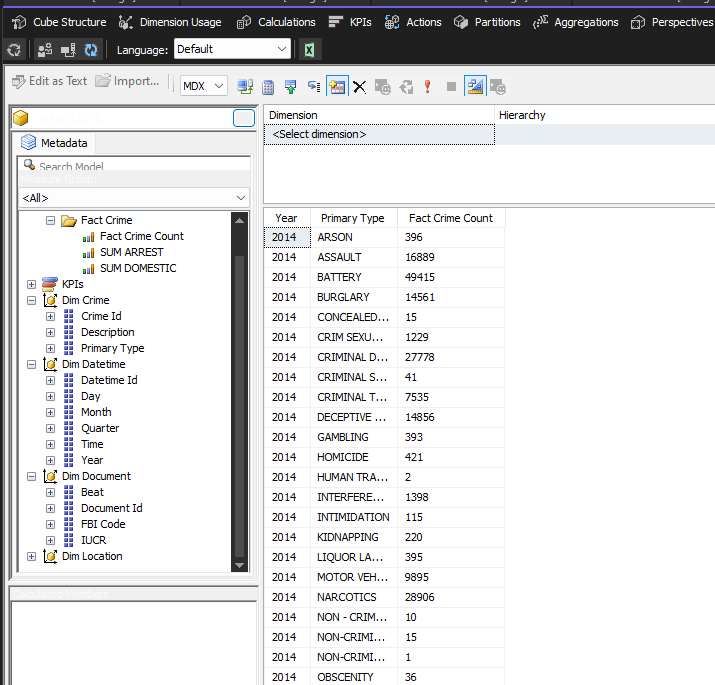 Cube Structure Dimension Usage Calculations KPIs Actions Partitions Aggregations Perspectives
Language: Default
Edit as Text Import... MDX
Metadata
Search Model
<All>
Fact Crime
Fact Crime Count
SUM ARREST
SUM DOMESTIC
KPIs
Dim Crime
Crime Id
Description
Primary Type
Dim Datetime
Datetime Id
Day
Month
Quarter
Time
Year
Dim Document
Beat
Document Id
FBI Code
IUCR
Dim Location
Calculated Members
Dimension Hierarchy
<Select dimension>
Year Primary Type Fact Crime Count
2014 ARSON 396
2014 ASSAULT 16889
2014 BATTERY 49415
2014 BURGLARY 14561
2014 CONCEALED... 15
2014 CRIM SEXU... 1229
2014 CRIMINAL D... 27778
2014 CRIMINAL S... 41
2014 CRIMINAL T... 7535
2014 DECEPTIVE ... 14856
2014 GAMBLING 393
2014 HOMICIDE 421
2014 HUMAN TRA... 2
2014 INTERFERE... 1398
2014 INTIMIDATION 115
2014 KIDNAPPING 220
2014 LIQUOR LA... 395
2014 MOTOR VEH... 9895
2014 NARCOTICS 28906
2014 NON - CRIM... 10
2014 NON-CRIMI... 15
2014 NON-CRIMI... 1
2014 OBSCENITY 36